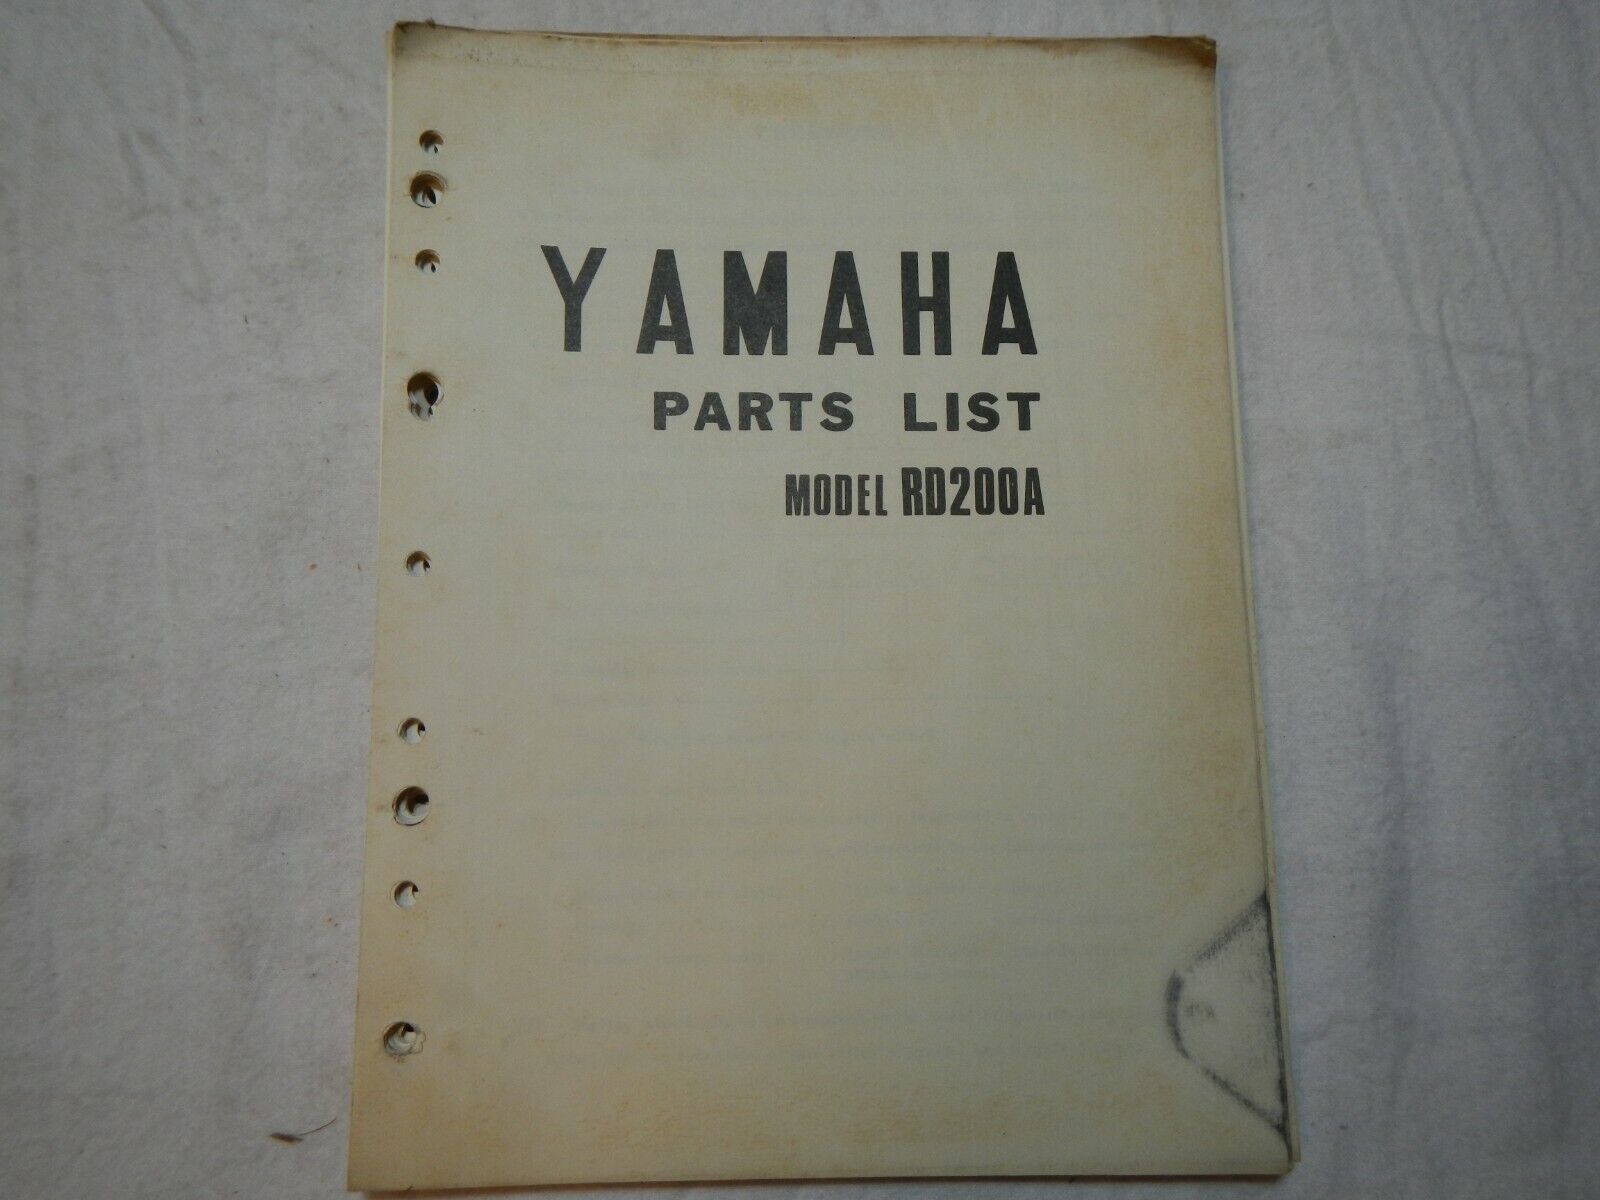 YAMAHA
PARTS LIST
MODEL RD200A